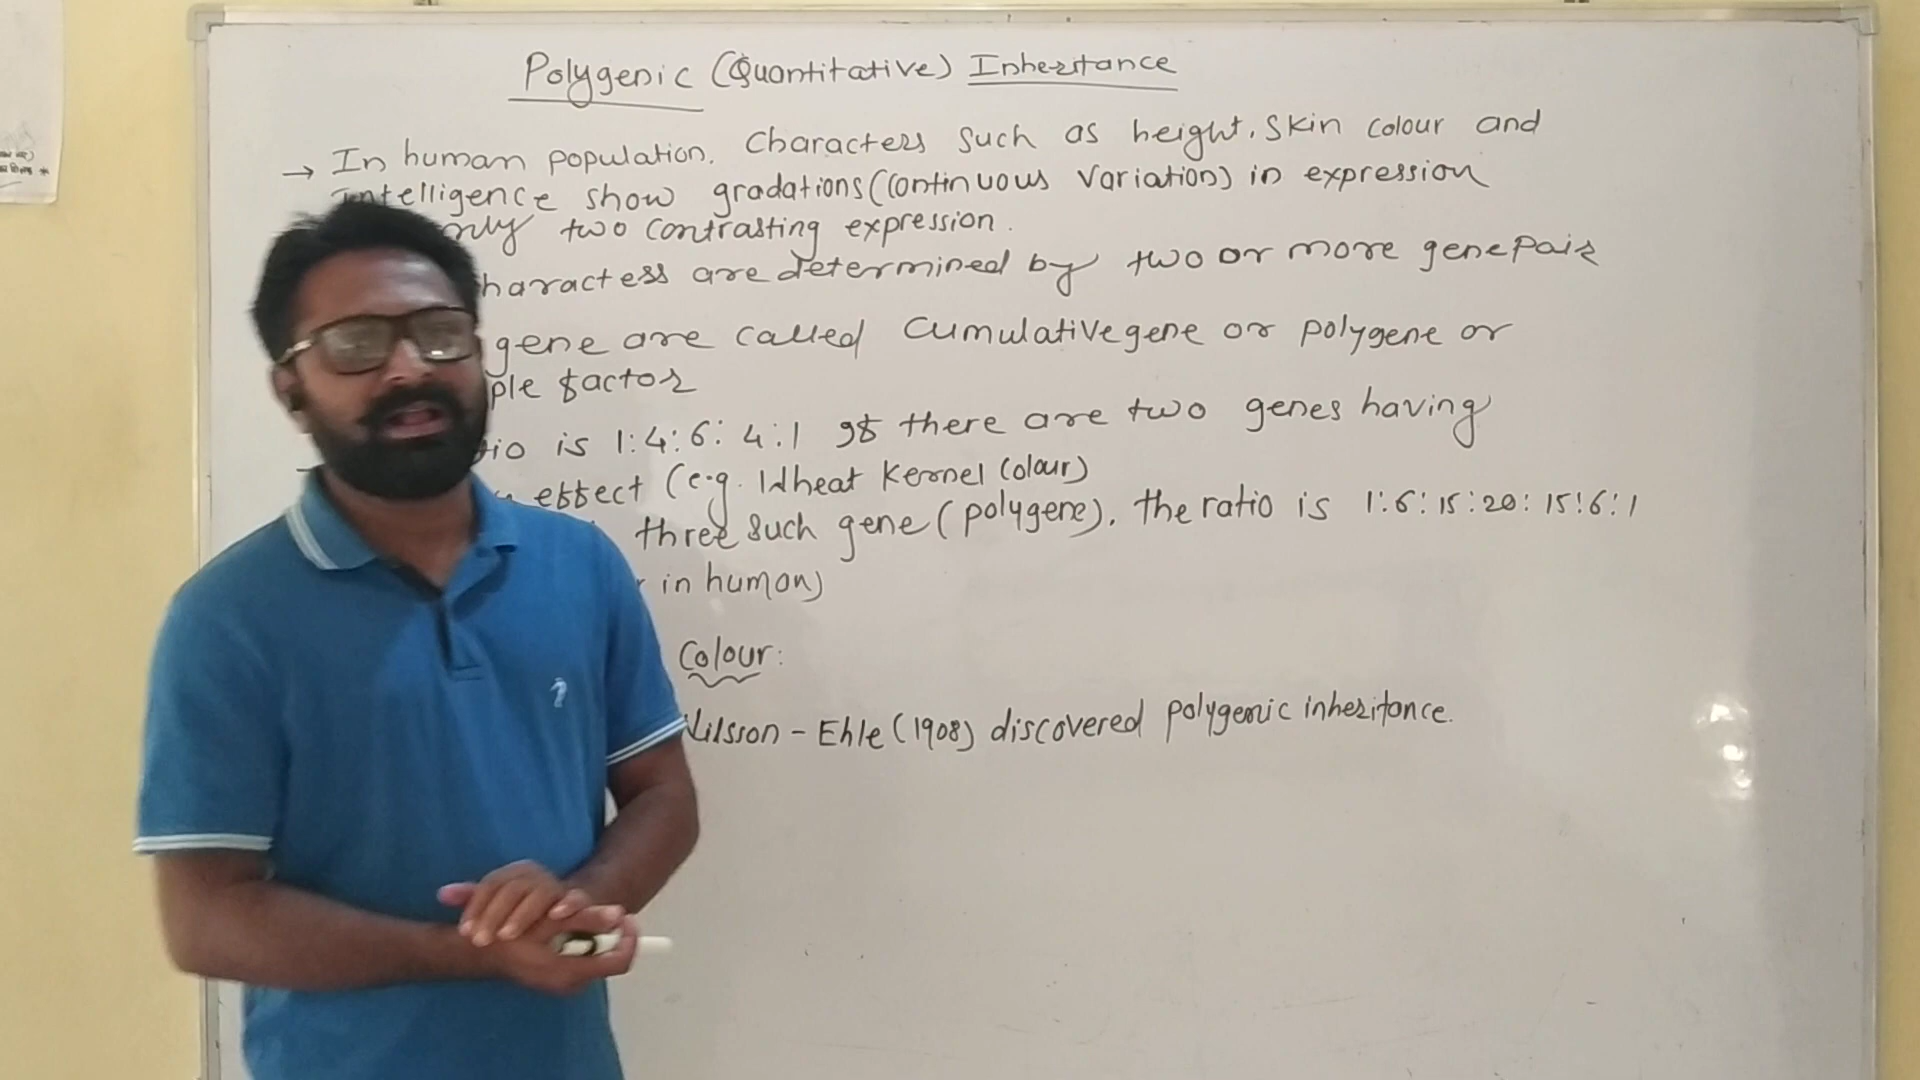 Polygenic (Quantitative) Inheritance
→ In human population. Characters such as height, skin colour and
intelligence show gradations (continuous variation) in expression
only two contrasting expression.
haracters are determined by two or more gene pairs
gene are called Cumulative gene or polygene or
ple factor
tio is 1:4:6:4:1 If there are two genes having
effect (e.g. Wheat Kernel Colour)
three such gene (polygene), the ratio is 1:6:15:20:15:6:1
r in human)
Colour:
Nilsson - Ehle (1908) discovered polygenic inheritance.